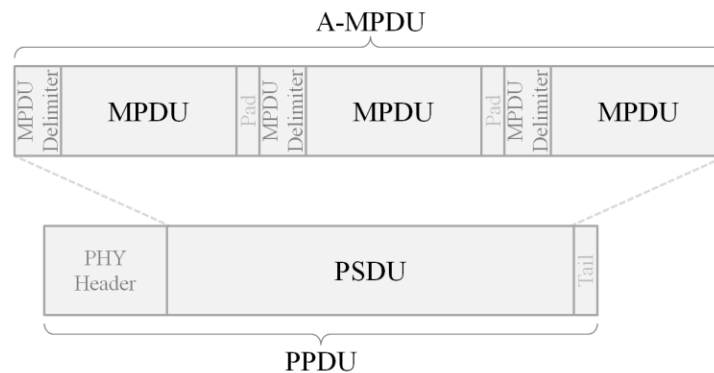 A-MPDU
MPDU
Delimiter
MPDU
Pad
MPDU
Delimiter
MPDU
Pad
MPDU
Delimiter
MPDU
PHY
Header
PSDU
Tail
PPDU